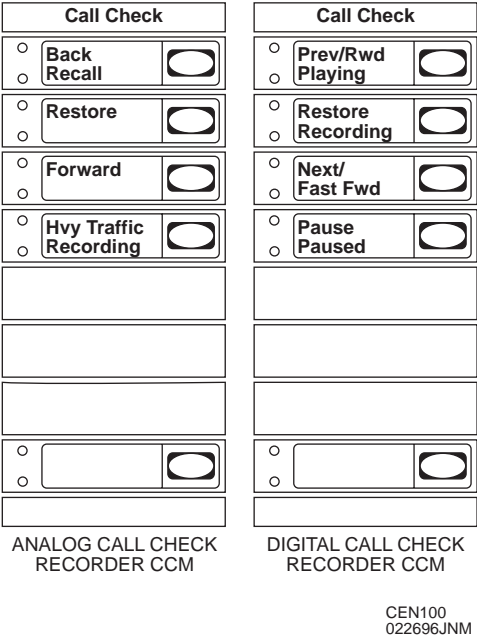 Call Check
Back
Recall
Restore
Forward
Hvy Traffic
Recording
ANALOG CALL CHECK
RECORDER CCM
Call Check
Prev/Rwd
Playing
Restore
Recording
Next/
Fast Fwd
Pause
Paused
DIGITAL CALL CHECK
RECORDER CCM
CEN100
022696JNM